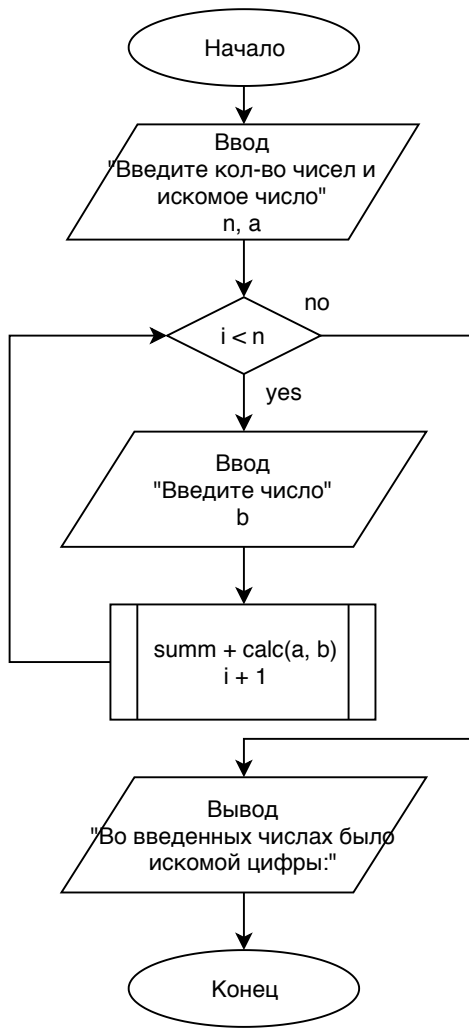 Начало
Ввод
"Введите кол-во чисел и
искомое число"
n, a
i < n
no
yes
Ввод
"Введите число"
b
summ + calc(a, b)
i + 1
Вывод
"Во введенных числах было
искомой цифры:"
Конец